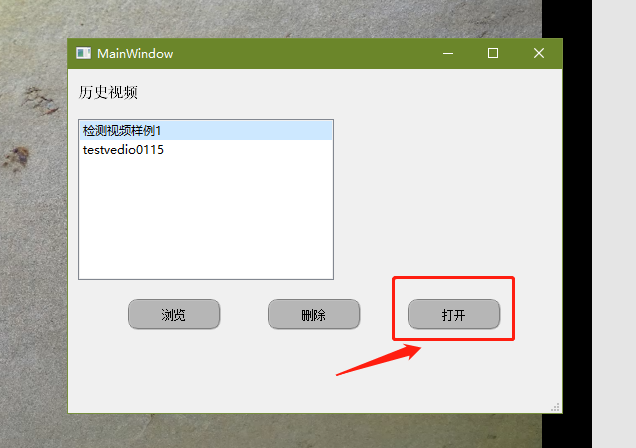 MainWindow
历史视频
检测视频样例1
testvedio0115
浏览
删除
打开